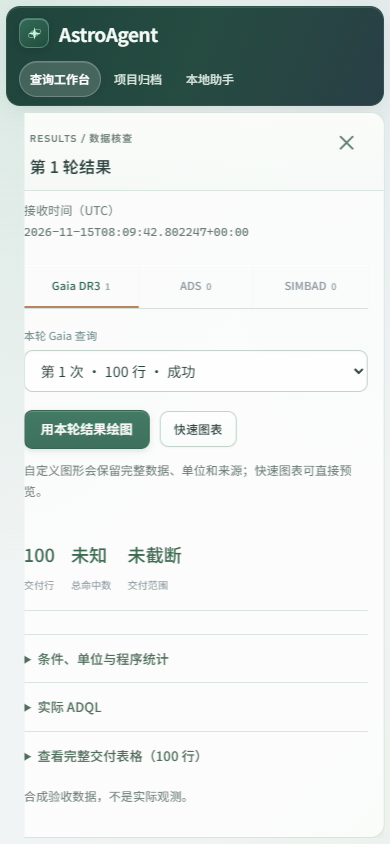 AstroAgent
查询工作台 项目归档 本地助手
RESULTS / 数据核查
第 1 轮结果
接收时间（UTC）
2026-11-15T08:09:42.802247+00:00
Gaia DR3 1 ADS 0 SIMBAD 0
本轮 Gaia 查询
第 1 次 · 100 行 · 成功
用本轮结果绘图 快速图表
自定义图形会保留完整数据、单位和来源；快速图表可直接预
览。
100 未知 未截断
交付行 总命中数 交付范围
条件、单位与程序统计
实际 ADQL
查看完整交付表格（100 行）
合成验收数据，不是实际观测。